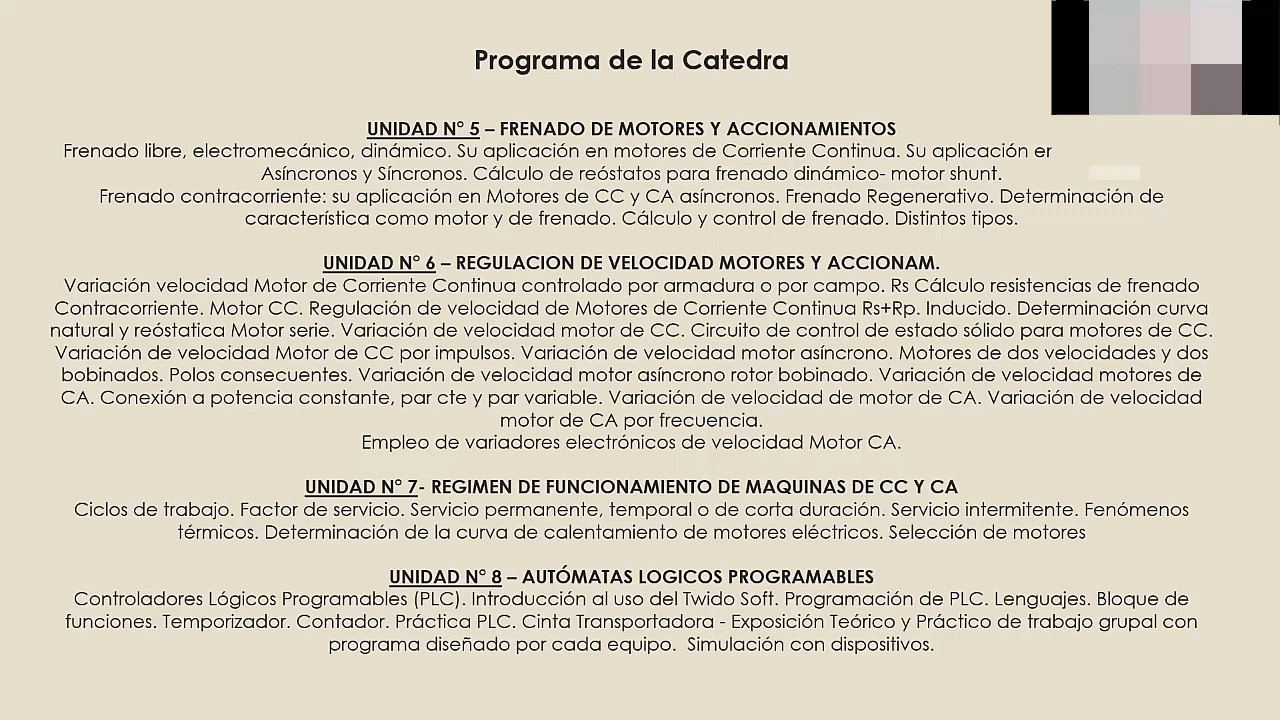 Programa de la Catedra
UNIDAD N° 5 – FRENADO DE MOTORES Y ACCIONAMIENTOS
Frenado libre, electromecánico, dinámico. Su aplicación en motores de Corriente Continua. Su aplicación
Asíncronos y Síncronos. Cálculo de reóstatos para frenado dinámico- motor shunt.
Frenado contracorriente: su aplicación en Motores de CC y CA asíncronos. Frenado Regenerativo. Determinación de
característica como motor y de frenado. Cálculo y control de frenado. Distintos tipos.
UNIDAD N° 6 – REGULACION DE VELOCIDAD MOTORES Y ACCIONAM.
Variación velocidad Motor de Corriente Continua controlado por armadura o por campo. Rs Cálculo resistencias de frenado
Contracorriente. Motor CC. Regulación de velocidad de Motores de Corriente Continua Rs+Rp. Inducido. Determinación curva
natural y reóstatica Motor serie. Variación de velocidad motor de CC. Circuito de control de estado sólido para motores de CC.
Variación de velocidad Motor de CC por impulsos. Variación de velocidad motor asíncrono. Motores de dos velocidades y dos
bobinados. Polos consecuentes. Variación de velocidad motor asíncrono rotor bobinado. Variación de velocidad motores de
CA. Conexión a potencia constante, par cte y par variable. Variación de velocidad de motor de CA. Variación de velocidad
motor de CA por frecuencia.
Empleo de variadores electrónicos de velocidad Motor CA.
UNIDAD N° 7- REGIMEN DE FUNCIONAMIENTO DE MAQUINAS DE CC Y CA
Ciclos de trabajo. Factor de servicio. Servicio permanente, temporal o de corta duración. Servicio intermitente. Fenómenos
térmicos. Determinación de la curva de calentamiento de motores eléctricos. Selección de motores
UNIDAD N° 8 – AUTÓMATAS LOGICOS PROGRAMABLES
Controladores Lógicos Programables (PLC). Introducción al uso del Twido Soft. Programación de PLC. Lenguajes. Bloque de
funciones. Temporizador. Contador. Práctica PLC. Cinta Transportadora - Exposición Teórico y Práctico de trabajo grupal con
programa diseñado por cada equipo.  Simulación con dispositivos.